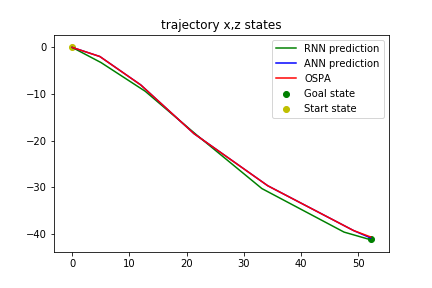 trajectory x,z states
RNN prediction
ANN prediction
OSPA
Goal state
Start state
0
−10
−20
−30
−40
0
10
20
30
40
50